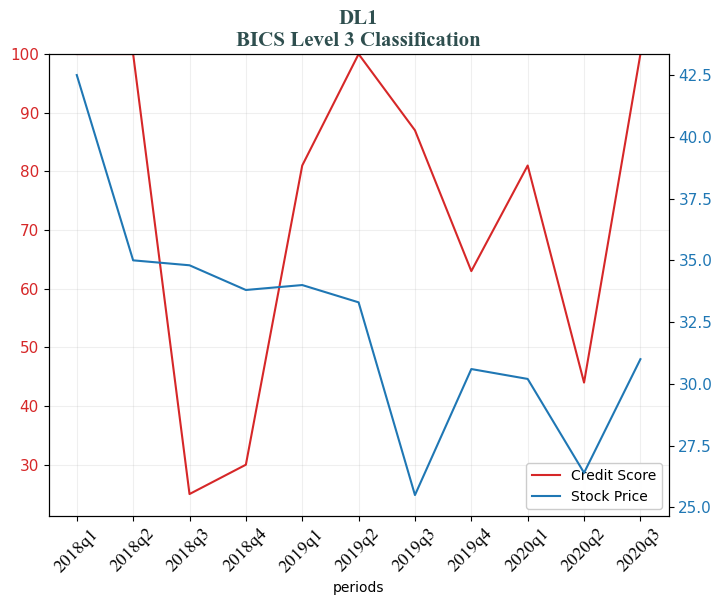 DL1
BICS Level 3 Classification
100
90
80
70
60
50
40
30
42.5
40.0
37.5
35.0
32.5
30.0
27.5
25.0
Credit Score
Stock Price
2018q1
2018q2
2018q3
2018q4
2019q1
2019q2
2019q3
2019q4
2020q1
2020q2
2020q3
periods